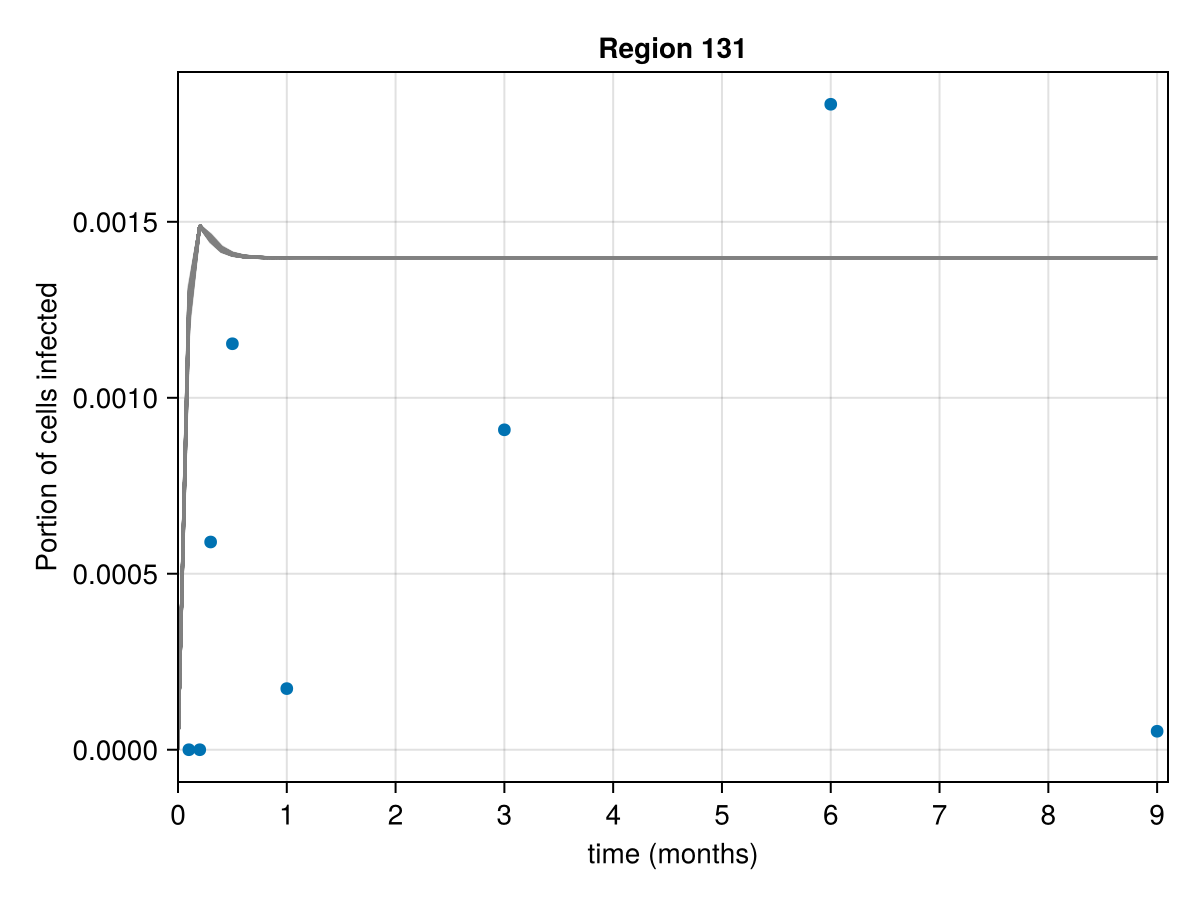 Region 131
Portion of cells infected
0.0015
0.0010
0.0005
0.0000
0 1 2 3 4 5 6 7 8 9
time (months)